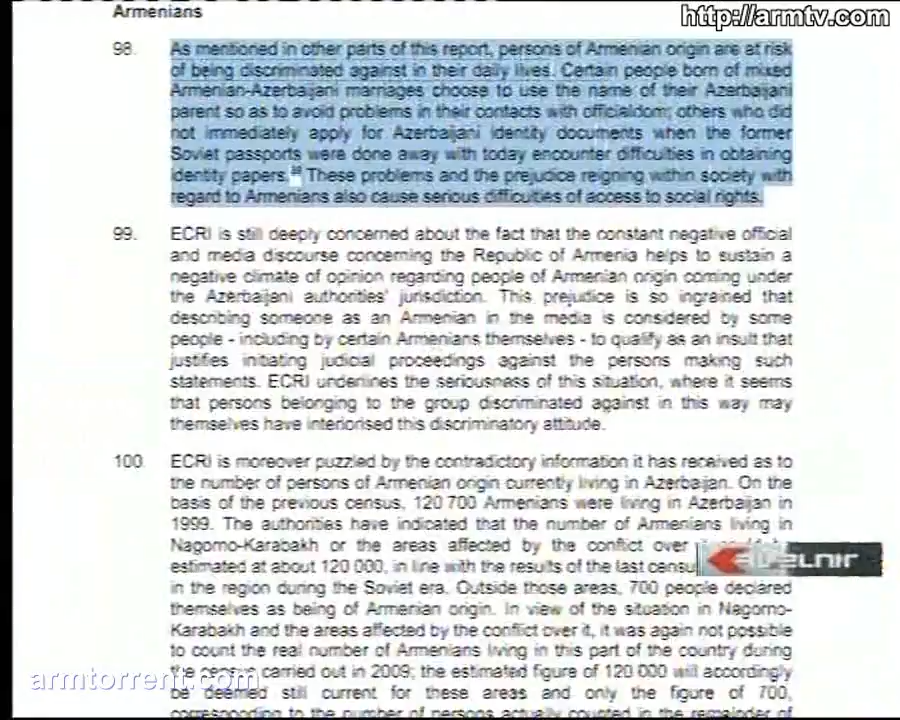 http://armtv.com
Armenians
98. As mentioned in other parts of this report, persons of Armenian origin are at risk
of being discriminated against in their daily lives. Certain people born of mixed
Armenian-Azerbaijani marriages choose to use the name of their Azerbaijani
parent so as to avoid problems in their contacts with officialdom; others who did
not immediately apply for Azerbaijani identity documents when the former
Soviet passports were done away with today encounter difficulties in obtaining
identity papers. These problems and the prejudice reigning within society with
regard to Armenians also cause serious difficulties of access to social rights.
99. ECRI is still deeply concerned about the fact that the constant negative official
and media discourse concerning the Republic of Armenia helps to sustain a
negative climate of opinion regarding people of Armenian origin coming under
the Azerbaijani authorities' jurisdiction. This prejudice is so ingrained that
describing someone as an Armenian in the media is considered by some
people - including by certain Armenians themselves - to qualify as an insult that
justifies initiating judicial proceedings against the persons making such
statements. ECRI underlines the seriousness of this situation, where it seems
that persons belonging to the group discriminated against in this way may
themselves have interiorised this discriminatory attitude.
100. ECRI is moreover puzzled by the contradictory information it has received as to
the number of persons of Armenian origin currently living in Azerbaijan. On the
basis of the previous census, 120 700 Armenians were living in Azerbaijan in
1999. The authorities have indicated that the number of Armenians living in
Nagorno-Karabakh or the areas affected by the conflict over
estimated at about 120 000, in line with the results of the last censu
in the region during the Soviet era. Outside those areas, 700 people declared
themselves as being of Armenian origin. In view of the situation in Nagorno-
Karabakh and the areas affected by the conflict over it, it was again not possible
to count the real number of Armenians living in this part of the country during
the census carried out in 2009; the estimated figure of 120 000 will accordingly
be deemed still current for these areas and only the figure of 700,
corresponding to the number of persons actually counted in the remainder of
armtorrent.com